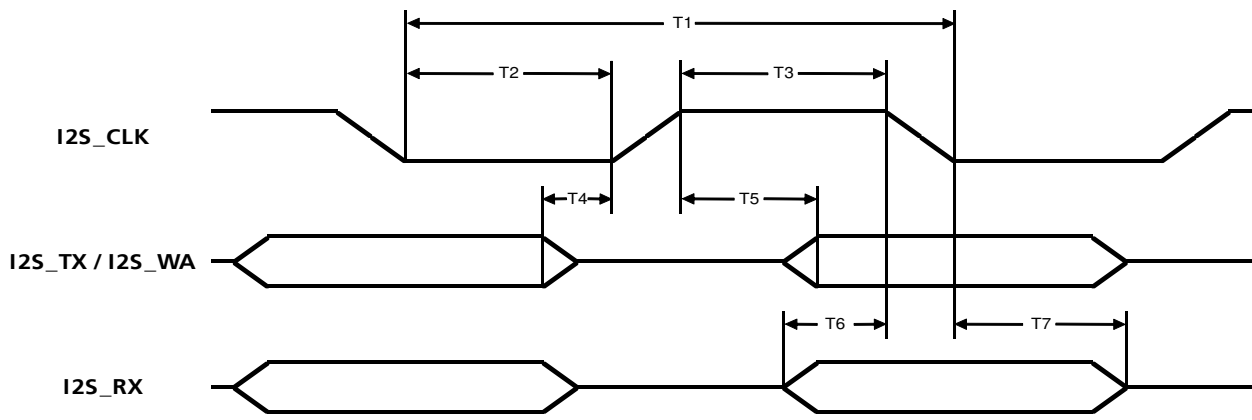 T1
T2
T3
I2S_CLK
T4
T5
I2S_TX / I2S_WA
T6
T7
I2S_RX